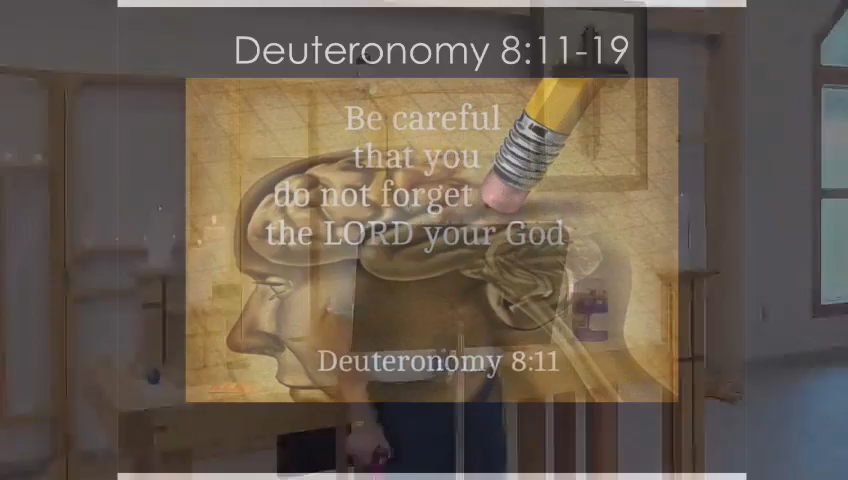 Deuteronomy 8:11-19
Be careful
that you
do not forget
the LORD your God
Deuteronomy 8:11